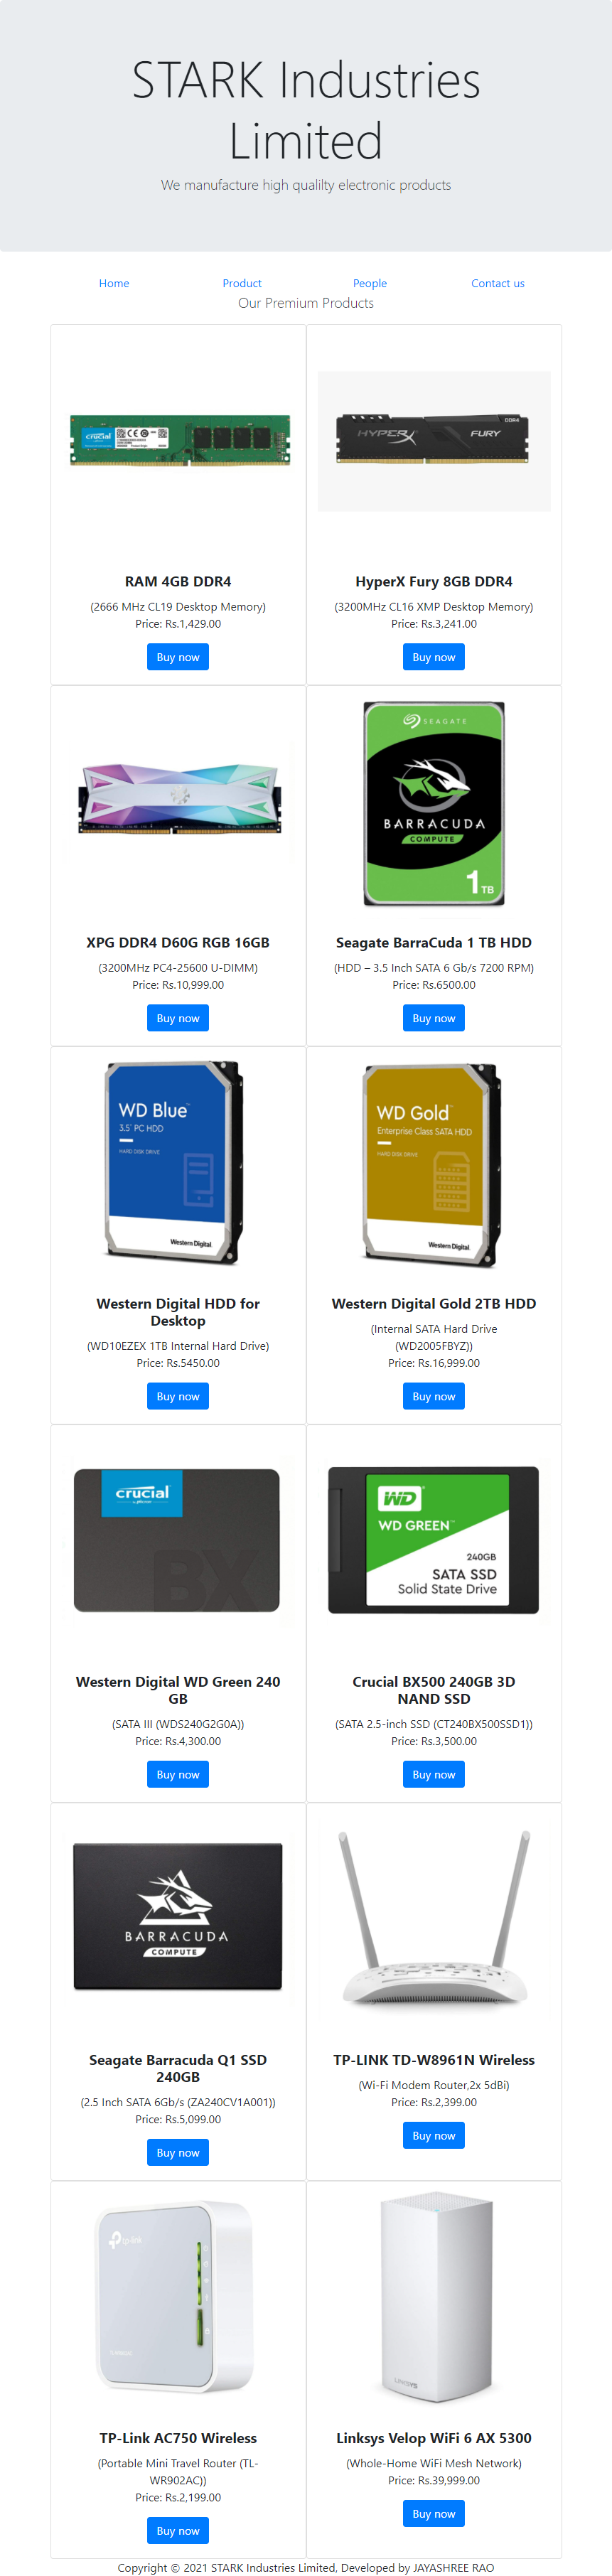 STARK Industries
Limited
We manufacture high qualilty electronic products
Home Product People Contact us
Our Premium Products
crucial
HYPERX FURY DDR4
RAM 4GB DDR4
(2666 MHz CL19 Desktop Memory)
Price: Rs.1,429.00
Buy now
HyperX Fury 8GB DDR4
(3200MHz CL16 XMP Desktop Memory)
Price: Rs.3,241.00
Buy now
SEAGATE
BARRACUDA
COMPUTE
1 TB
XPG DDR4 D60G RGB 16GB
(3200MHz PC4-25600 U-DIMM)
Price: Rs.10,999.00
Buy now
Seagate BarraCuda 1 TB HDD
(HDD – 3.5 Inch SATA 6 Gb/s 7200 RPM)
Price: Rs.6500.00
Buy now
WD Blue™
3.5" PC HDD
HARD DISK DRIVE
Western Digital
WD Gold™
Enterprise Class SATA HDD
HARD DISK DRIVE
Western Digital
Western Digital HDD for
Desktop
(WD10EZEX 1TB Internal Hard Drive)
Price: Rs.5450.00
Buy now
Western Digital Gold 2TB HDD
(Internal SATA Hard Drive
(WD2005FBYZ))
Price: Rs.16,999.00
Buy now
crucial
BX
WD
WD GREEN™
240GB
SATA SSD
Solid State Drive
Western Digital WD Green 240
GB
(SATA III (WDS240G2G0A))
Price: Rs.4,300.00
Buy now
Crucial BX500 240GB 3D
NAND SSD
(SATA 2.5-inch SSD (CT240BX500SSD1))
Price: Rs.3,500.00
Buy now
BARRACUDA
COMPUTE
Seagate Barracuda Q1 SSD
240GB
(2.5 Inch SATA 6Gb/s (ZA240CV1A001))
Price: Rs.5,099.00
Buy now
TP-LINK TD-W8961N Wireless
(Wi-Fi Modem Router,2x 5dBi)
Price: Rs.2,399.00
Buy now
tp-link
LINKSYS
TP-Link AC750 Wireless
(Portable Mini Travel Router (TL-
WR902AC))
Price: Rs.2,199.00
Buy now
Linksys Velop WiFi 6 AX 5300
(Whole-Home WiFi Mesh Network)
Price: Rs.39,999.00
Buy now
Copyright © 2021 STARK Industries Limited, Developed by JAYASHREE RAO